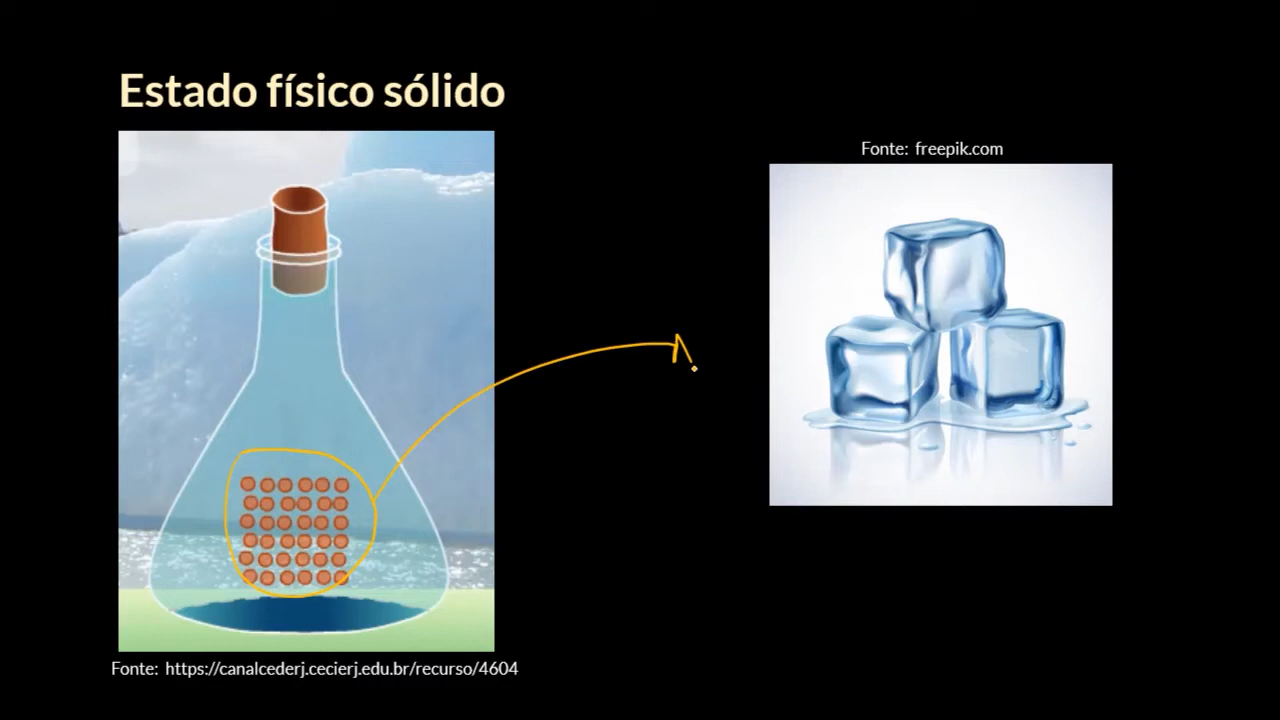 Estado físico sólido
Fonte: freepik.com
Fonte: https://canalcederj.cecierj.edu.br/recurso/4604